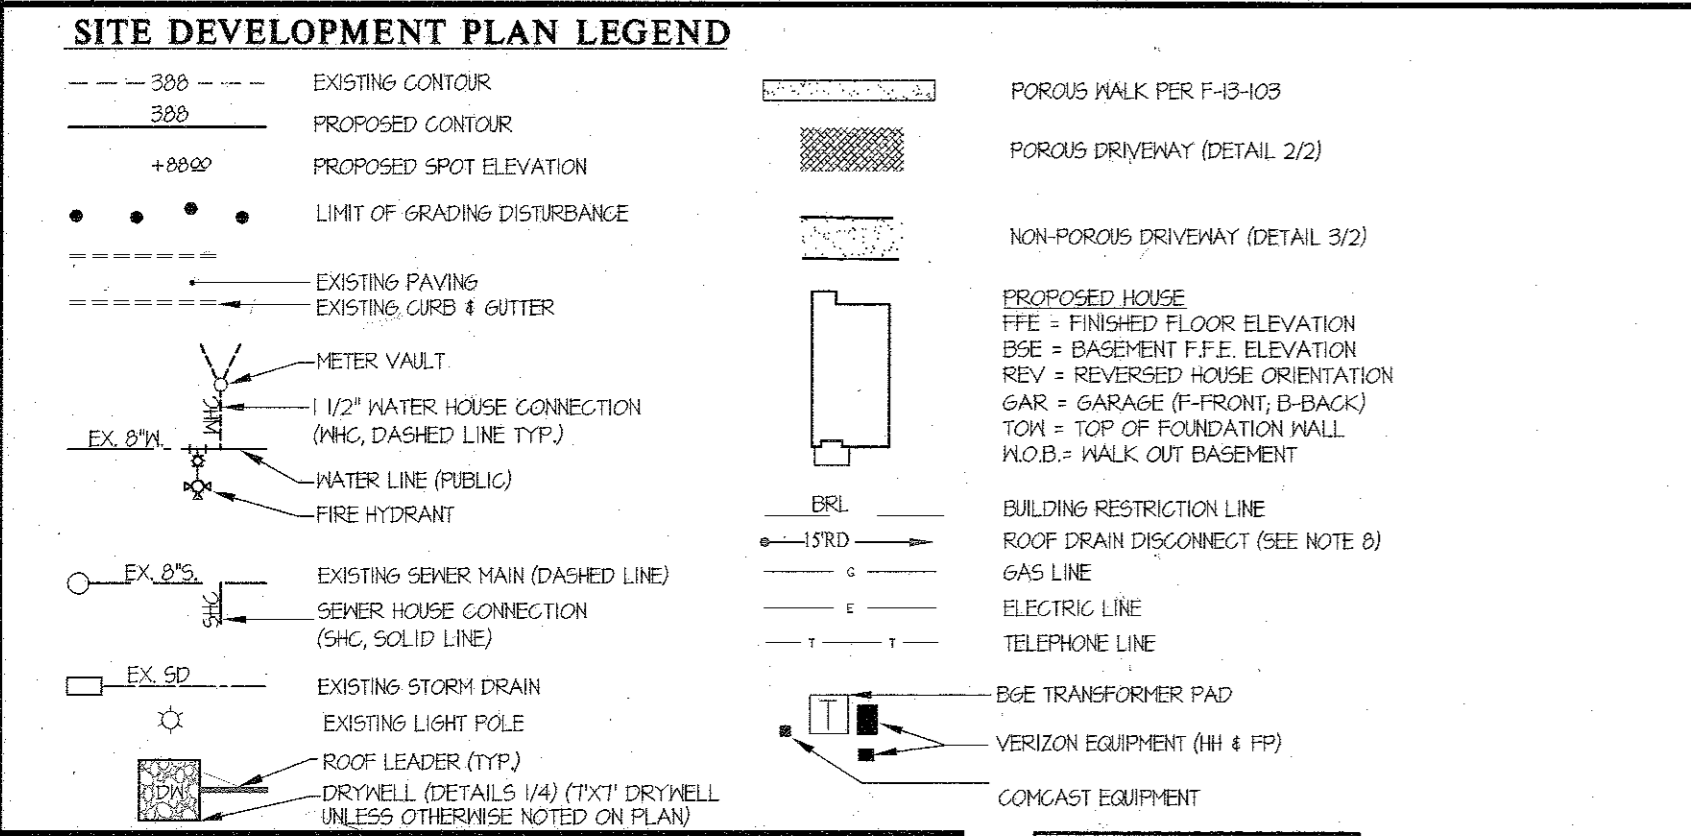 SITE DEVELOPMENT PLAN LEGEND
388 EXISTING CONTOUR
388 PROPOSED CONTOUR
+8800 PROPOSED SPOT ELEVATION
LIMIT OF GRADING DISTURBANCE
EXISTING PAVING
EXISTING CURB & GUTTER
METER VAULT
1 1/2" WATER HOUSE CONNECTION
(WHC, DASHED LINE TYP.)
WHC
EX. 8"W.
WATER LINE (PUBLIC)
FIRE HYDRANT
EX. 8"S. EXISTING SEWER MAIN (DASHED LINE)
SHC
SEWER HOUSE CONNECTION
(SHC, SOLID LINE)
EX. SD EXISTING STORM DRAIN
EXISTING LIGHT POLE
ROOF LEADER (TYP.)
DW
DRYWELL (DETAILS 1/4) (7'X7' DRYWELL
UNLESS OTHERWISE NOTED ON PLAN)
POROUS WALK PER F-13-103
POROUS DRIVEWAY (DETAIL 2/2)
NON-POROUS DRIVEWAY (DETAIL 3/2)
PROPOSED HOUSE
FFE = FINISHED FLOOR ELEVATION
BSE = BASEMENT F.F.E. ELEVATION
REV = REVERSED HOUSE ORIENTATION
GAR = GARAGE (F-FRONT; B-BACK)
TOW = TOP OF FOUNDATION WALL
W.O.B.= WALK OUT BASEMENT
BRL BUILDING RESTRICTION LINE
15'RD ROOF DRAIN DISCONNECT (SEE NOTE 8)
G GAS LINE
E ELECTRIC LINE
T T TELEPHONE LINE
T
BGE TRANSFORMER PAD
VERIZON EQUIPMENT (HH & FP)
COMCAST EQUIPMENT